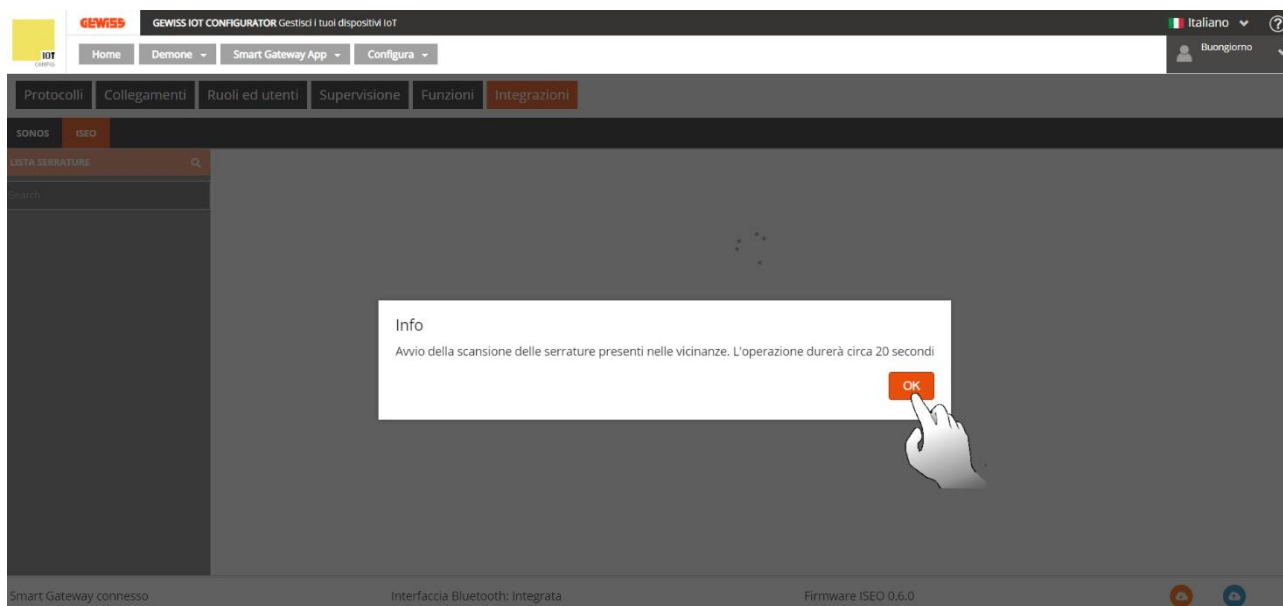 GEWISS GEWISS IOT CONFIGURATOR Gestisci i tuoi dispositivi IoT Italiano ?
IOT
CONFIG
Home Demone Smart Gateway App Configura Buongiorno
Protocolli Collegamenti Ruoli ed utenti Supervisione Funzioni Integrazioni
SONOS ISEO
LISTA SERRATURE
Search
Info
Avvio della scansione delle serrature presenti nelle vicinanze. L'operazione durerà circa 20 secondi
OK
Smart Gateway connesso Interfaccia Bluetooth: Integrata Firmware ISEO 0.6.0